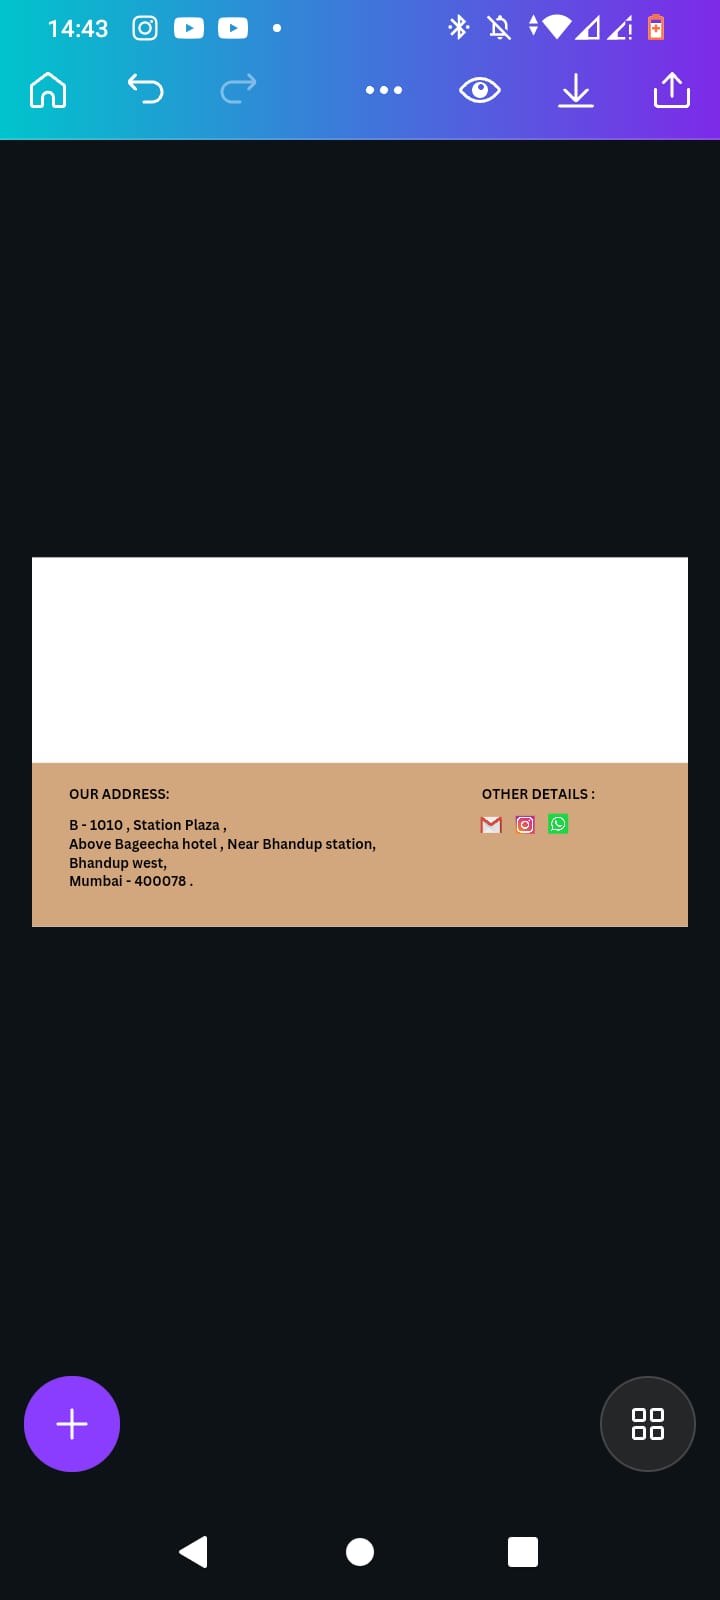 14:43
OUR ADDRESS:
B - 1010 , Station Plaza ,
Above Bageecha hotel , Near Bhandup station,
Bhandup west,
Mumbai - 400078 .
OTHER DETAILS :